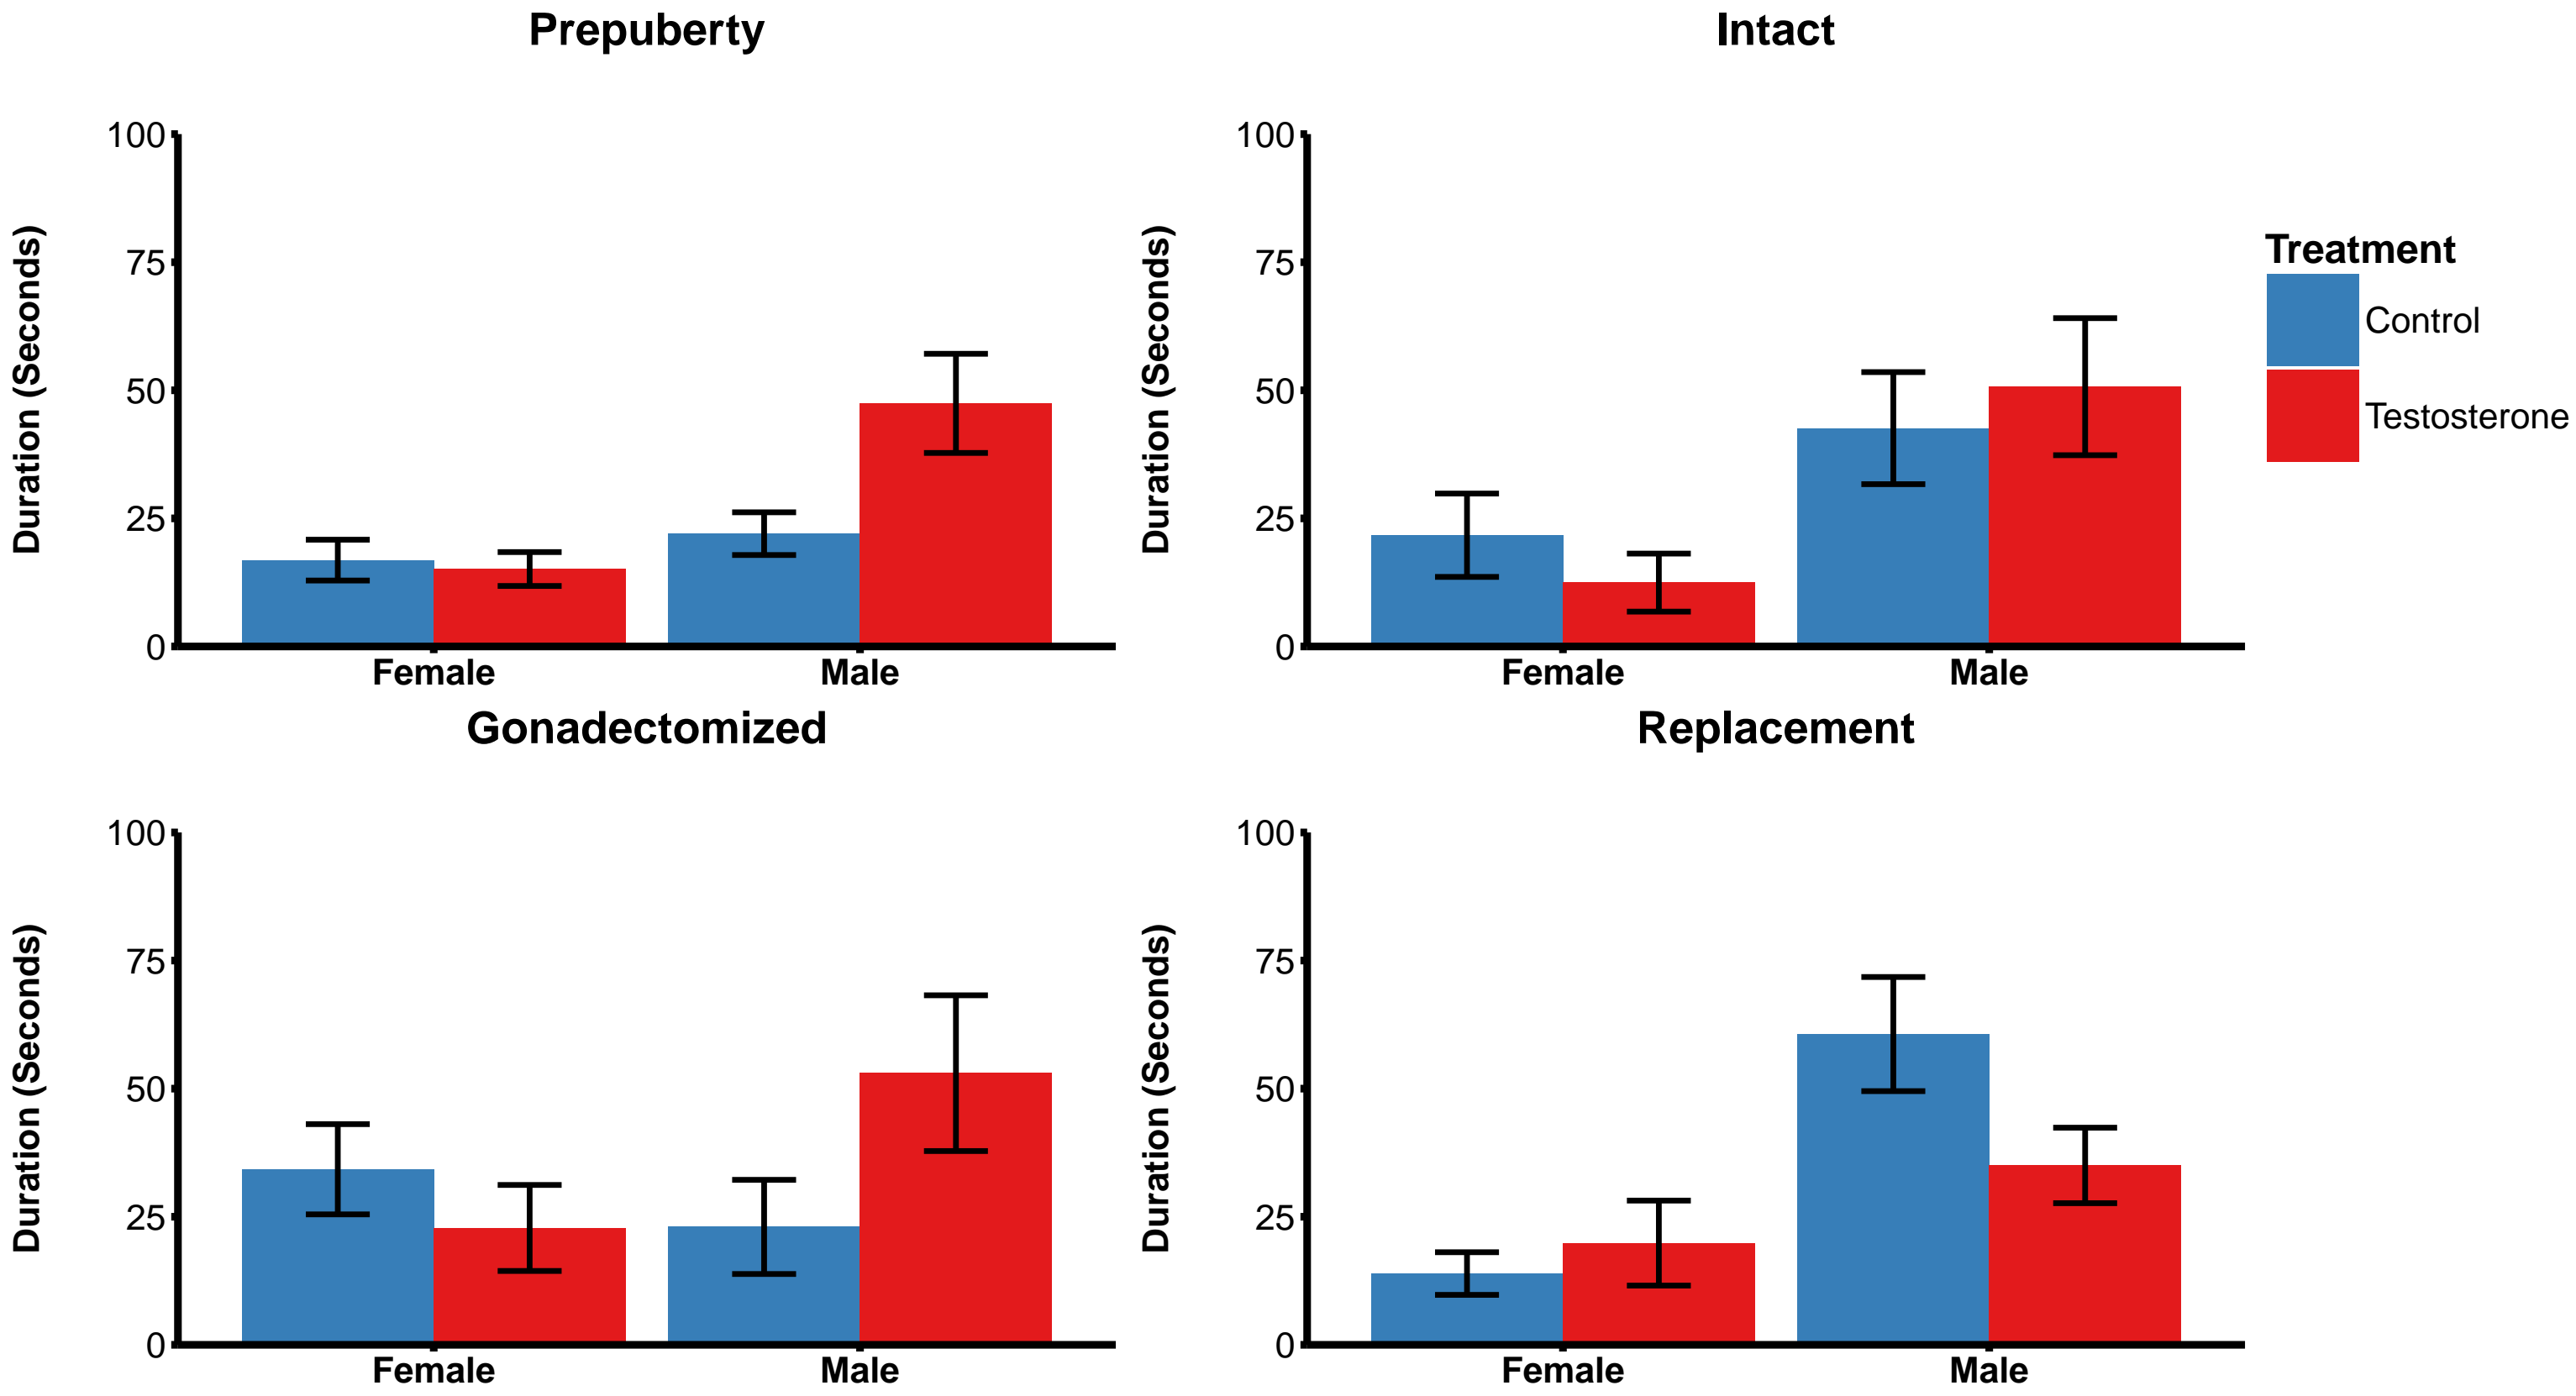 Prepuberty
100
75
50
25
0
Duration (Seconds)
Female Male
Intact
100
75
50
25
0
Duration (Seconds)
Female Male
Treatment
Control
Testosterone
Gonadectomized
100
75
50
25
0
Duration (Seconds)
Female Male
Replacement
100
75
50
25
0
Duration (Seconds)
Female Male